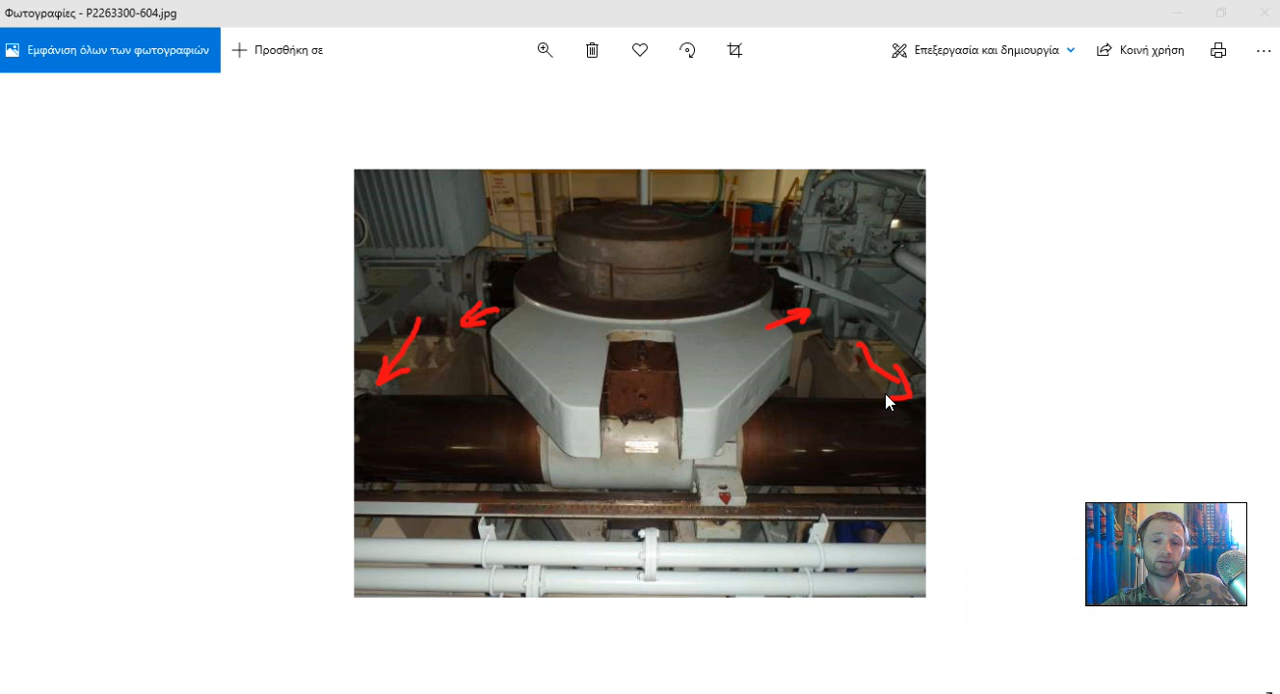 Φωτογραφίες - P2263300-604.jpg
Εμφάνιση όλων των φωτογραφιών
Προσθήκη σε
Επεξεργασία και δημιουργία
Κοινή χρήση